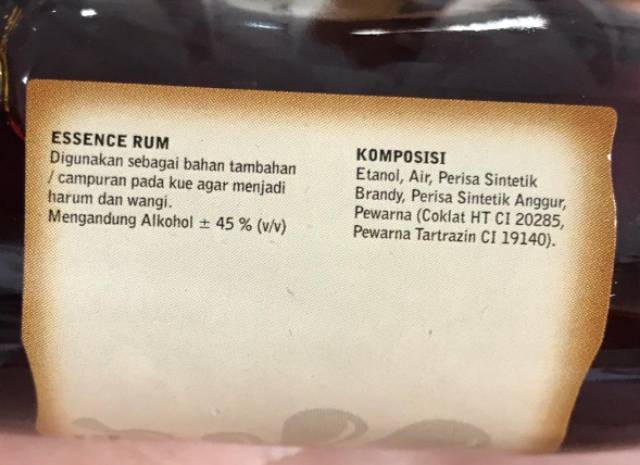 ESSENCE RUM
Digunakan sebagai bahan tambahan
/ campuran pada kue agar menjadi
harum dan wangi.
Mengandung Alkohol ± 45 % (v/v)
KOMPOSISI
Etanol, Air, Perisa Sintetik
Brandy, Perisa Sintetik Anggur,
Pewarna (Coklat HT CI 20285,
Pewarna Tartrazin CI 19140).